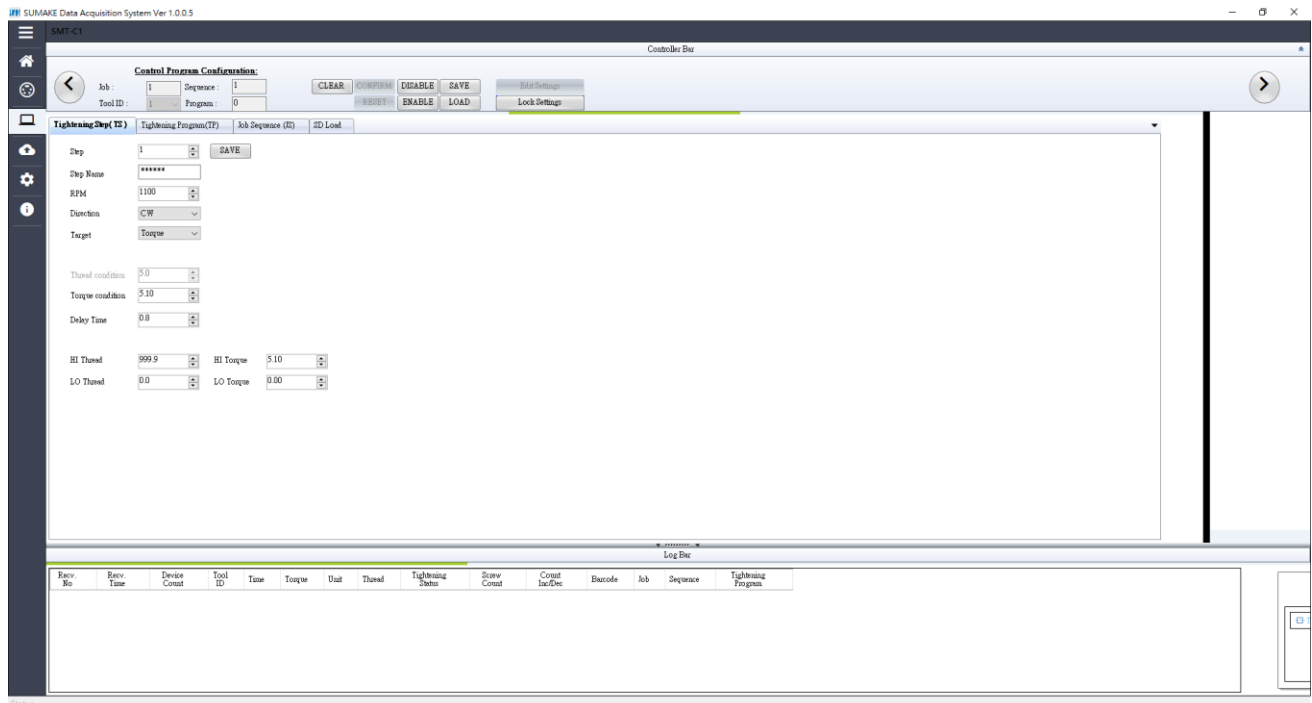 SUMAKE Data Acquisition System Ver 1.0.0.5
SMT-C1
Controller Bar
Control Program Configuration:
Job : 1 Sequence : 1 CLEAR CONFIRM DISABLE SAVE Edit Settings
Tool ID : 1 Program : 0 RESET ENABLE LOAD Lock Settings
Tightening Step( TS ) Tightening Program(TP) Job Sequence (JS) SD Load
Step 1 SAVE
Step Name ******
RPM 1100
Direction CW
Target Torque
Thread condition 5.0
Torque condition 5.10
Delay Time 0.8
HI Thread 999.9 HI Torque 5.10
LO Thread 0.0 LO Torque 0.00
Log Bar
Recv. No Recv. Time Device Count Tool ID Time Torque Unit Thread Tightening Status Screw Count Count Inc/Dec Barcode Job Sequence Tightening Program